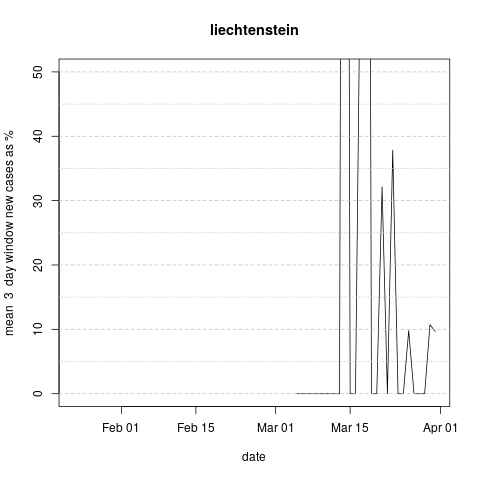 liechtenstein
mean  3  day window new cases as %
50
40
30
20
10
0
Feb 01
Feb 15
Mar 01
Mar 15
Apr 01
date